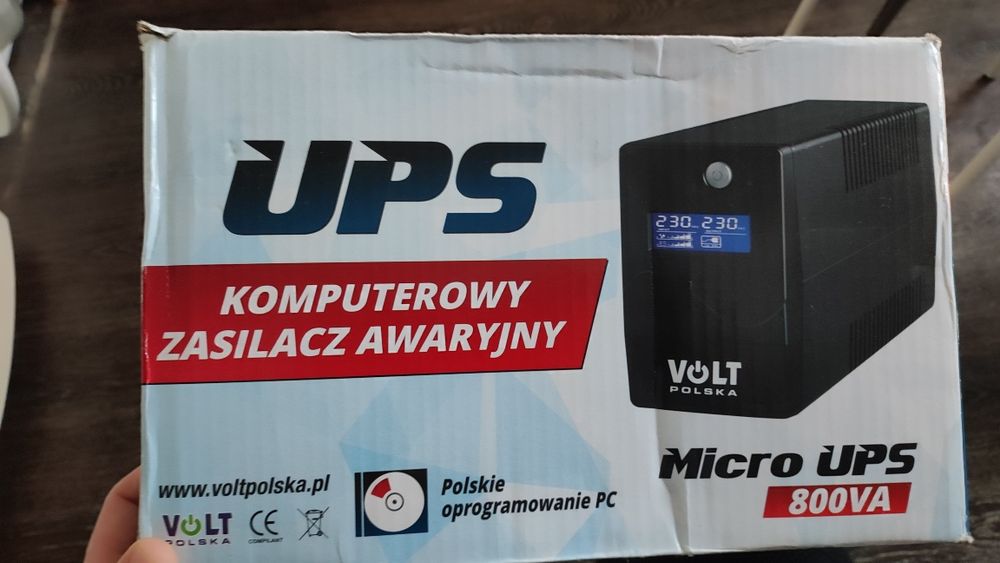 UPS
KOMPUTEROWY
ZASILACZ AWARYJNY
230 230
VOLT
POLSKA
Micro UPS
800VA
www.voltpolska.pl
VOLT
POLSKA
CE
COMPLIANT
Polskie
oprogramowanie PC